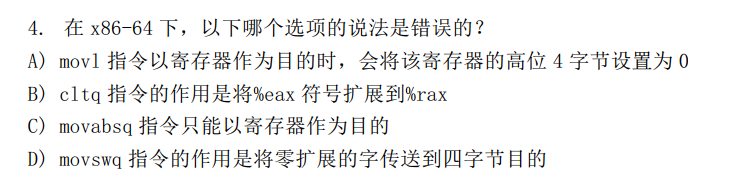 4. 在 x86-64 下，以下哪个选项的说法是错误的？
A) movl 指令以寄存器作为目的时，会将该寄存器的高位 4 字节设置为 0
B) cltq 指令的作用是将%eax 符号扩展到%rax
C) movabsq 指令只能以寄存器作为目的
D) movswq 指令的作用是将零扩展的字传送到四字节目的